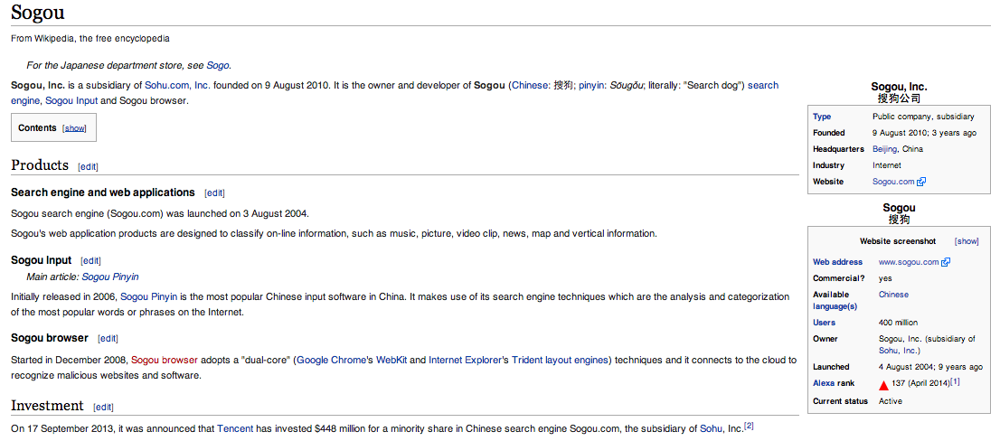 Sogou
From Wikipedia, the free encyclopedia
For the Japanese department store, see Sogo.
Sogou, Inc. is a subsidiary of Sohu.com, Inc. founded on 9 August 2010. It is the owner and developer of Sogou (Chinese: 搜狗; pinyin: Sōugǒu; literally: "Search dog") search
engine, Sogou Input and Sogou browser.
Contents [show]
Products [edit]
Search engine and web applications [edit]
Sogou search engine (Sogou.com) was launched on 3 August 2004.
Sogou's web application products are designed to classify on-line information, such as music, picture, video clip, news, map and vertical information.
Sogou Input [edit]
Main article: Sogou Pinyin
Initially released in 2006, Sogou Pinyin is the most popular Chinese input software in China. It makes use of its search engine techniques which are the analysis and categorization
of the most popular words or phrases on the Internet.
Sogou browser [edit]
Started in December 2008, Sogou browser adopts a "dual-core" (Google Chrome's WebKit and Internet Explorer's Trident layout engines) techniques and it connects to the cloud to
recognize malicious websites and software.
Investment [edit]
On 17 September 2013, it was announced that Tencent has invested $448 million for a minority share in Chinese search engine Sogou.com, the subsidiary of Sohu, Inc.[2]
Sogou, Inc.
搜狗公司
Type Public company, subsidiary
Founded 9 August 2010; 3 years ago
Headquarters Beijing, China
Industry Internet
Website Sogou.com
Sogou
搜狗
Website screenshot [show]
Web address www.sogou.com
Commercial? yes
Available Chinese
language(s)
Users 400 million
Owner Sogou, Inc. (subsidiary of
Sohu, Inc.)
Launched 4 August 2004; 9 years ago
Alexa rank ▲ 137 (April 2014)[1]
Current status Active